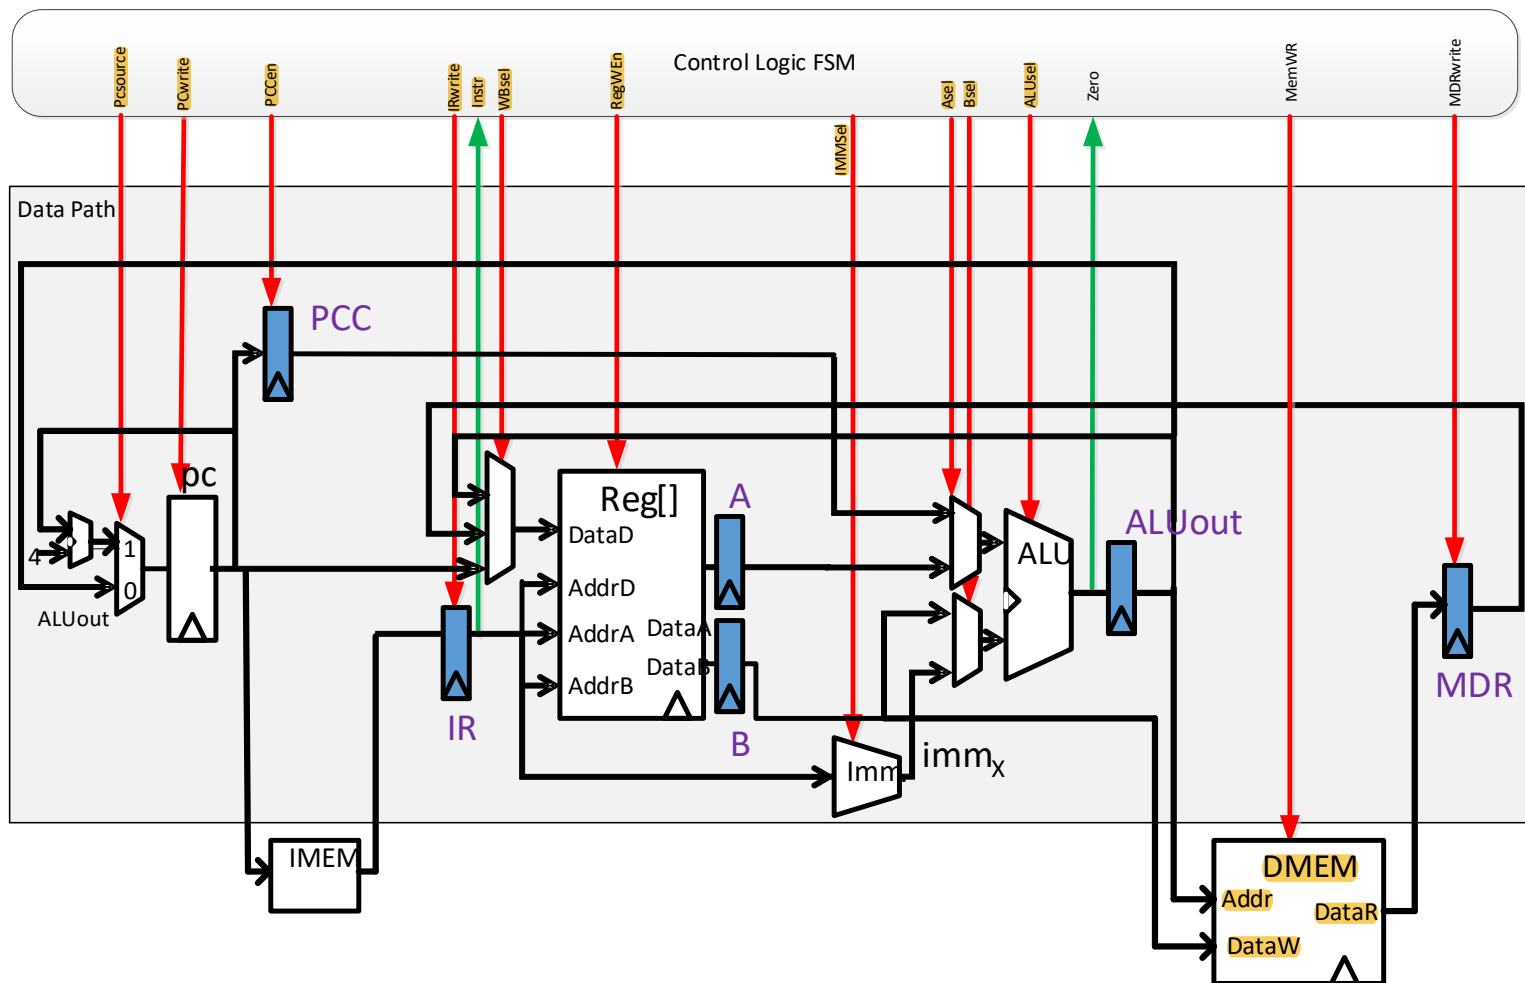 Control Logic FSM
Pcsource
PCwrite
PCCen
IRwrite
Instr
WBsel
RegWEn
IMMSel
Asel
Bsel
ALUsel
Zero
MemWR
MDRwrite
Data Path
PCC
pc
4
1
0
ALUout
Reg[]
DataD
AddrD
AddrA
AddrB
DataA
DataB
A
B
IR
ALU
ALUout
Imm
immX
MDR
IMEM
DMEM
Addr
DataR
DataW